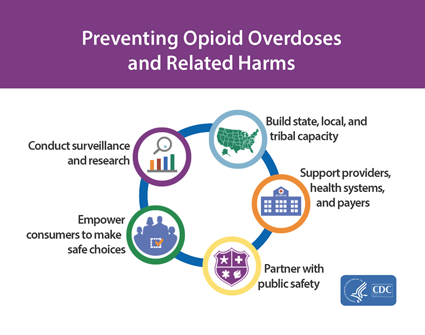 Preventing Opioid Overdoses
and Related Harms
Build state, local, and
tribal capacity
Conduct surveillance
and research
Support providers,
health systems,
and payers
Empower
consumers to make
safe choices
Partner with
public safety
CDC